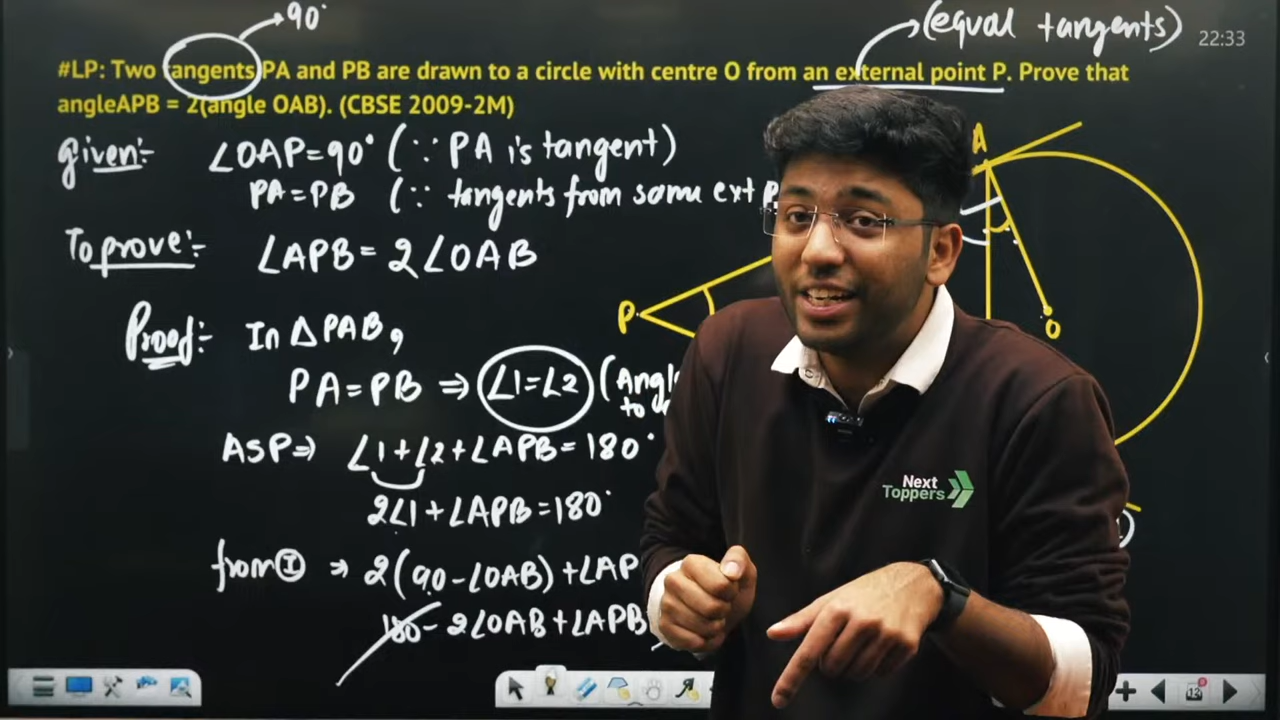 90°
(equal tangents)
22:33
#LP: Two tangents PA and PB are drawn to a circle with centre O from an external point P. Prove that
angleAPB = 2(angle OAB). (CBSE 2009-2M)
given:- ∠OAP=90° (∵ PA is tangent)
PA=PB (∵ tangents from same ext P
To prove:- ∠APB= 2∠OAB
Proof:- In ΔPAB,
PA=PB ⇒ ∠1=∠2 (Angl
to
ASP⇒ ∠1+∠2+∠APB=180°
2∠1+∠APB=180°
from Ⓘ ⇒ 2(90-∠OAB)+∠AP
180-2∠OAB+∠APB
A
P
O
Next
Toppers